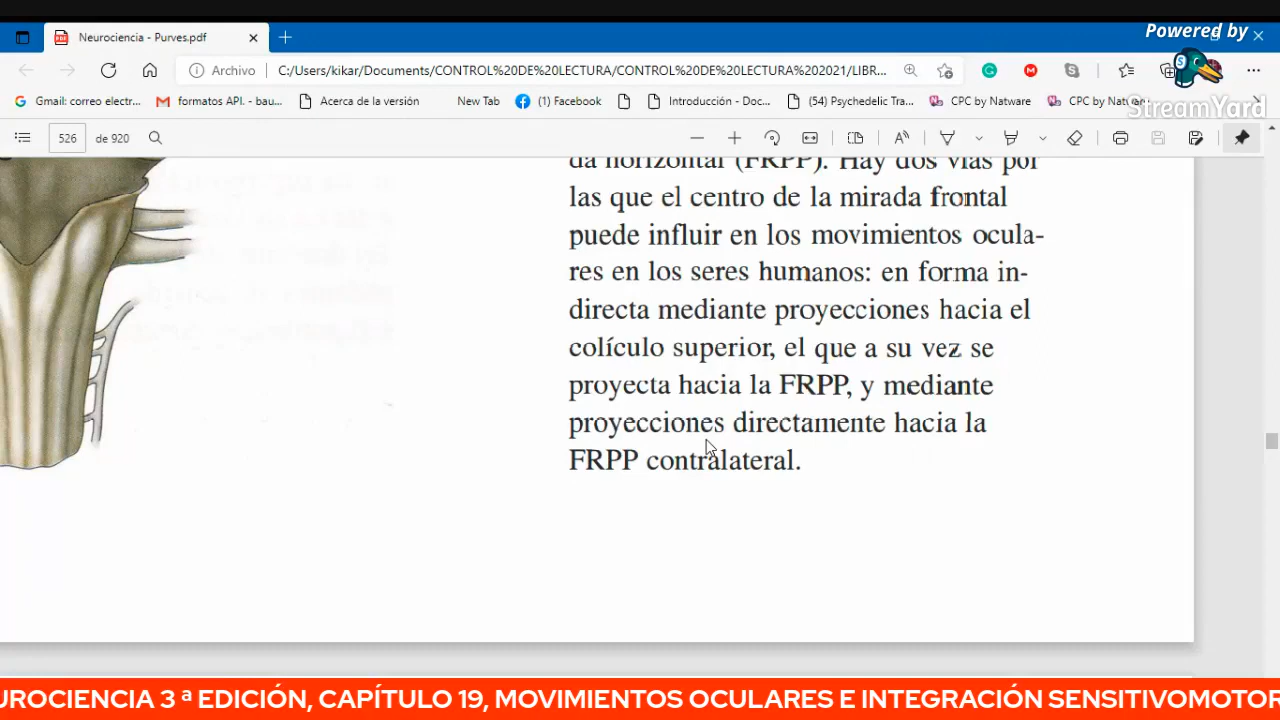 Powered by
Neurociencia - Purves.pdf
Archivo
C:/Users/kikar/Documents/CONTROL%20DE%20LECTURA/CONTROL%20DE%20LECTURA%202021/LIBR...
StreamYard
Gmail: correo electr...
formatos API. - bau...
Acerca de la versión
New Tab
(1) Facebook
Introducción - Doc...
(54) Psychedelic Tra...
CPC by Natware
CPC by Natware
526
de 920
da horizontal (FRPP). Hay dos vías por
las que el centro de la mirada frontal
puede influir en los movimientos ocula-
res en los seres humanos: en forma in-
directa mediante proyecciones hacia el
colículo superior, el que a su vez se
proyecta hacia la FRPP, y mediante
proyecciones directamente hacia la
FRPP contralateral.
UROCIENCIA 3 ª EDICIÓN, CAPÍTULO 19, MOVIMIENTOS OCULARES E INTEGRACIÓN SENSITIVOMOTOR